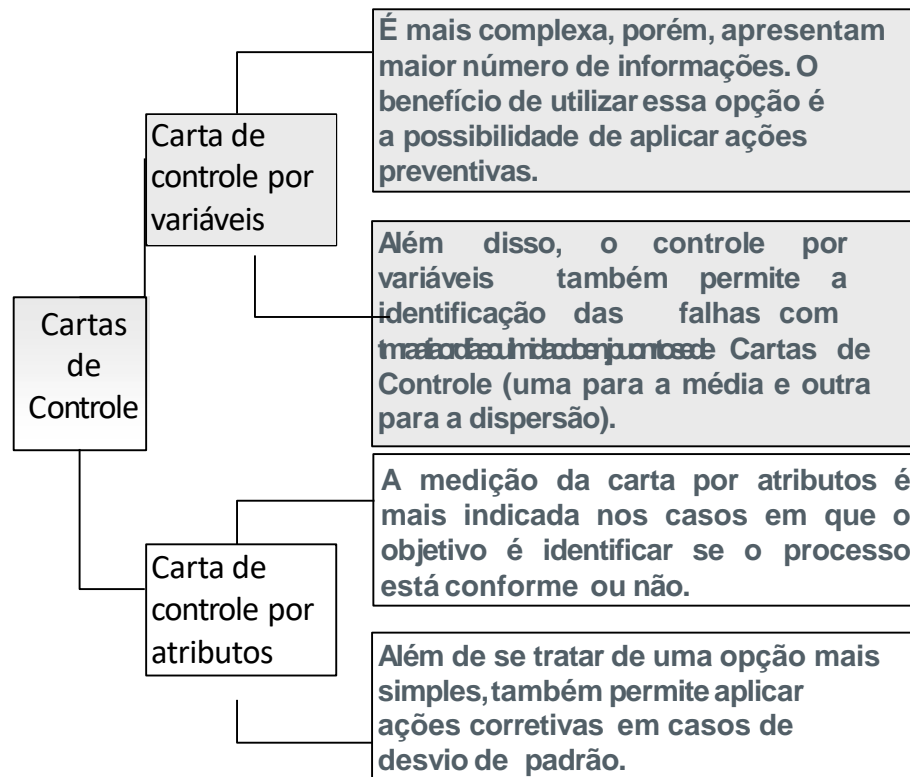 É mais complexa, porém, apresentam
maior número de informações. O
benefício de utilizar essa opção é
a possibilidade de aplicar ações
preventivas.
Carta de
controle por
variáveis
Além disso, o controle por
variáveis também permite a
identificação das falhas com
Cartas de
Controle (uma para a média e outra
para a dispersão).
Cartas
de
Controle
A medição da carta por atributos é
mais indicada nos casos em que o
objetivo é identificar se o processo
está conforme ou não.
Carta de
controle por
atributos
Além de se tratar de uma opção mais
simples, também permite aplicar
ações corretivas em casos de
desvio de padrão.